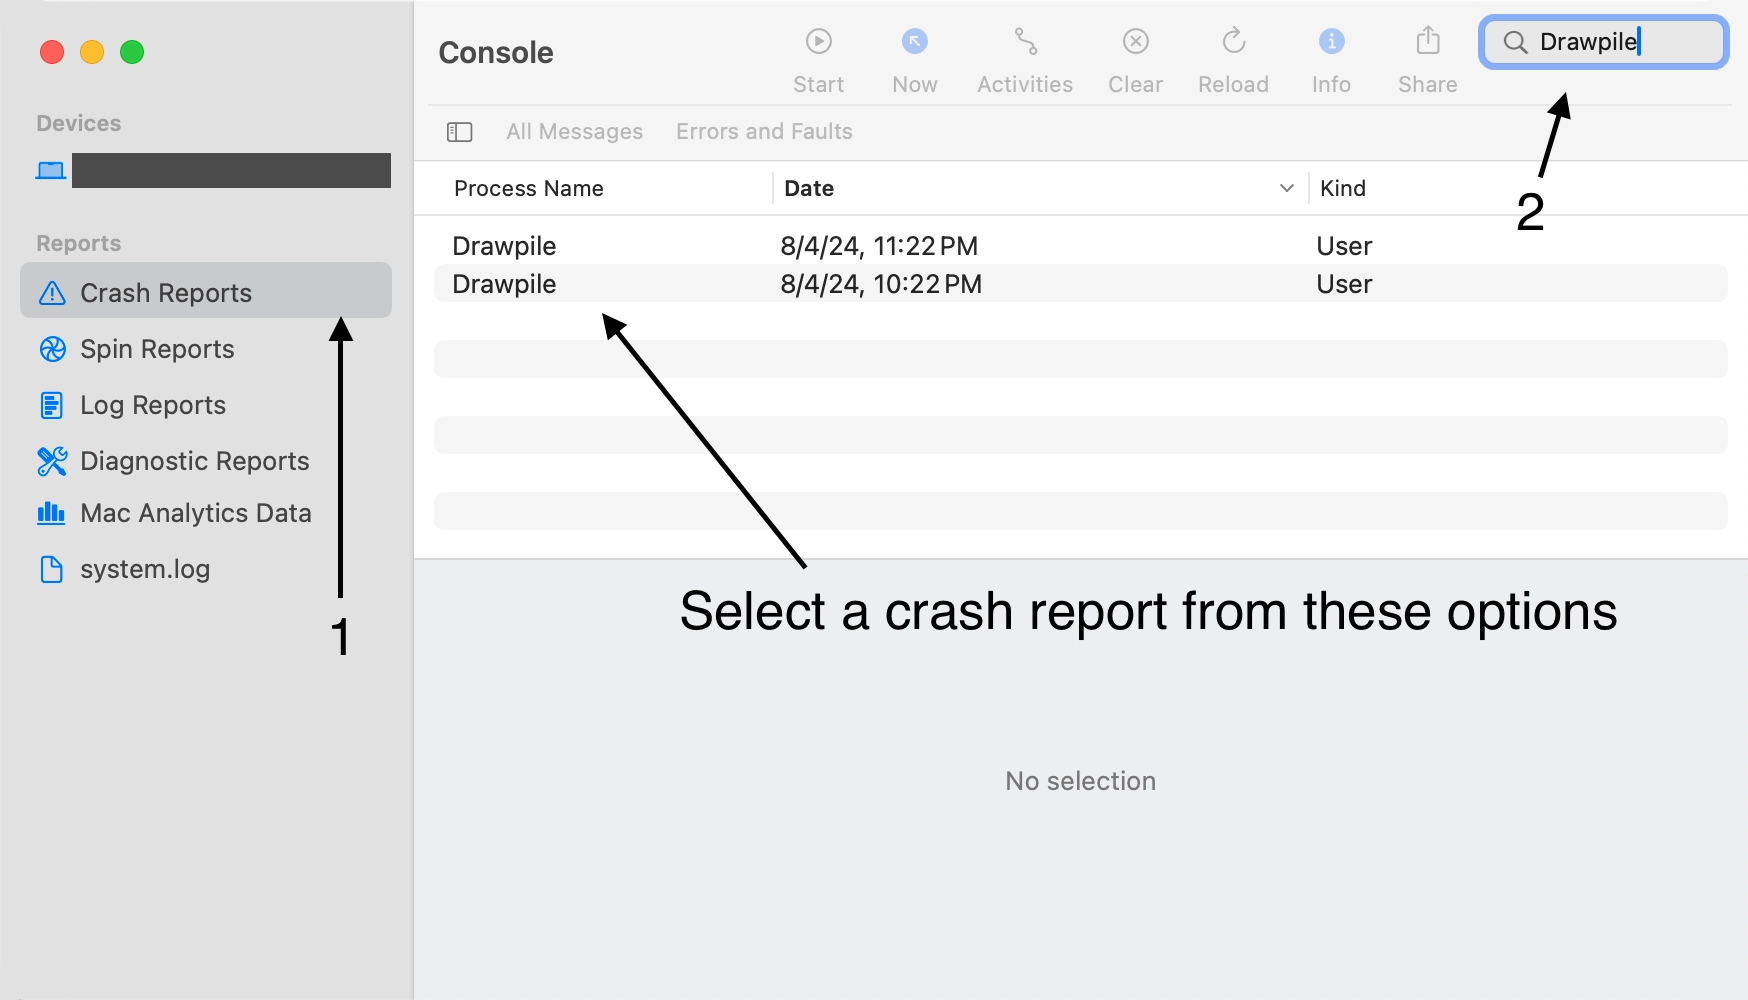 Console
Start
Now
Activities
Clear
Reload
Info
Share
Drawpile
All Messages
Errors and Faults
Devices
Reports
Crash Reports
Spin Reports
Log Reports
Diagnostic Reports
Mac Analytics Data
system.log
1
Process Name Date Kind
2
Drawpile 8/4/24, 11:22 PM User
Drawpile 8/4/24, 10:22 PM User
Select a crash report from these options
No selection